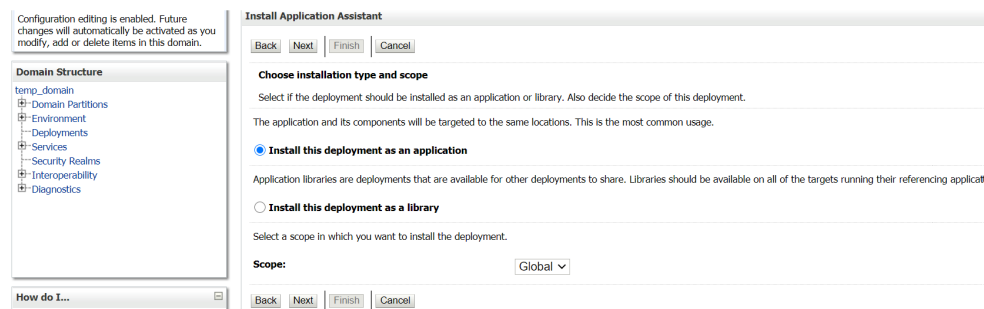 Configuration editing is enabled. Future
changes will automatically be activated as you
modify, add or delete items in this domain.
Domain Structure
temp_domain
Domain Partitions
Environment
Deployments
Services
Security Realms
Interoperability
Diagnostics
How do I...
Install Application Assistant
Back Next Finish Cancel
Choose installation type and scope
Select if the deployment should be installed as an application or library. Also decide the scope of this deployment.
The application and its components will be targeted to the same locations. This is the most common usage.
Install this deployment as an application
Application libraries are deployments that are available for other deployments to share. Libraries should be available on all of the targets running their referencing
Install this deployment as a library
Select a scope in which you want to install the deployment.
Scope: Global
Back Next Finish Cancel